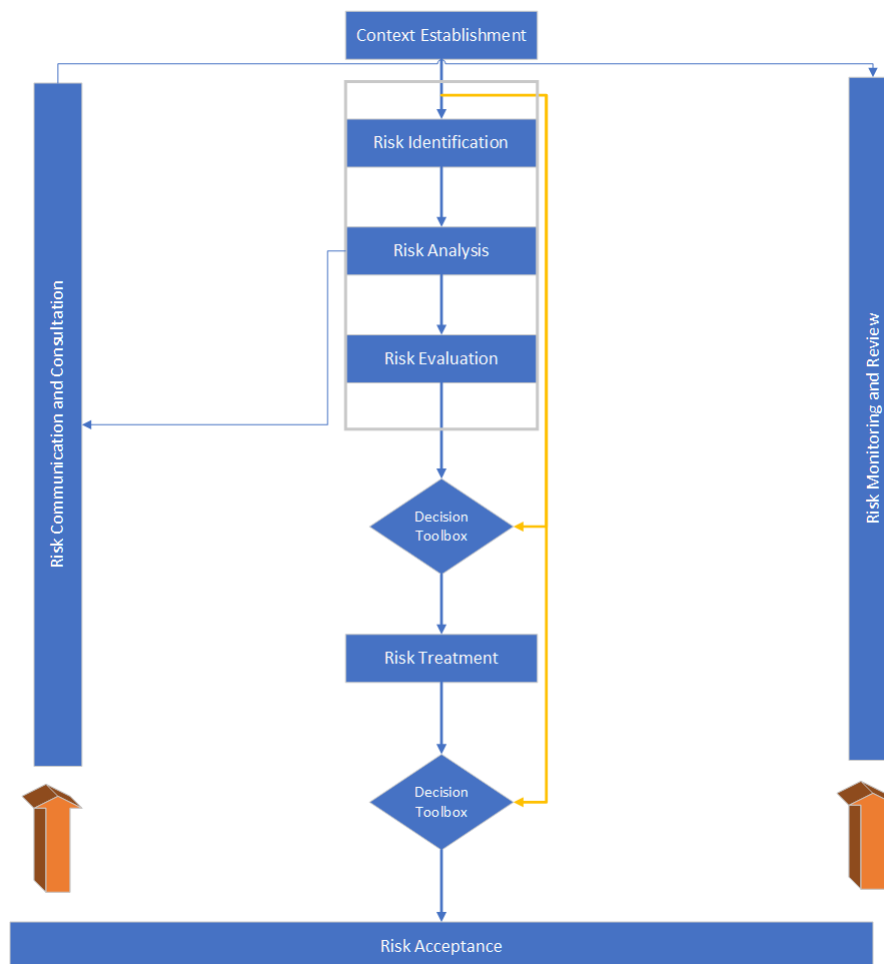 Context Establishment
Risk Identification
Risk Analysis
Risk Evaluation
Risk Communication and Consultation
Risk Monitoring and Review
Decision
Toolbox
Risk Treatment
Decision
Toolbox
Risk Acceptance